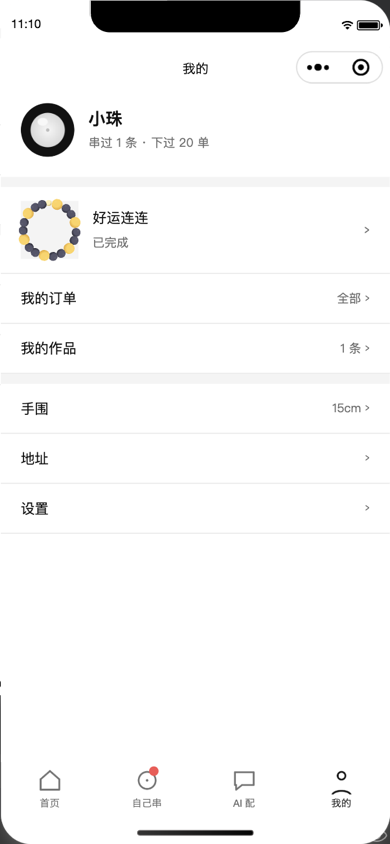 11:10
我的
小珠
串过 1 条 · 下过 20 单
好运连连
已完成
我的订单 全部
我的作品 1 条
手围 15cm
地址
设置
首页 自己串 AI 配 我的